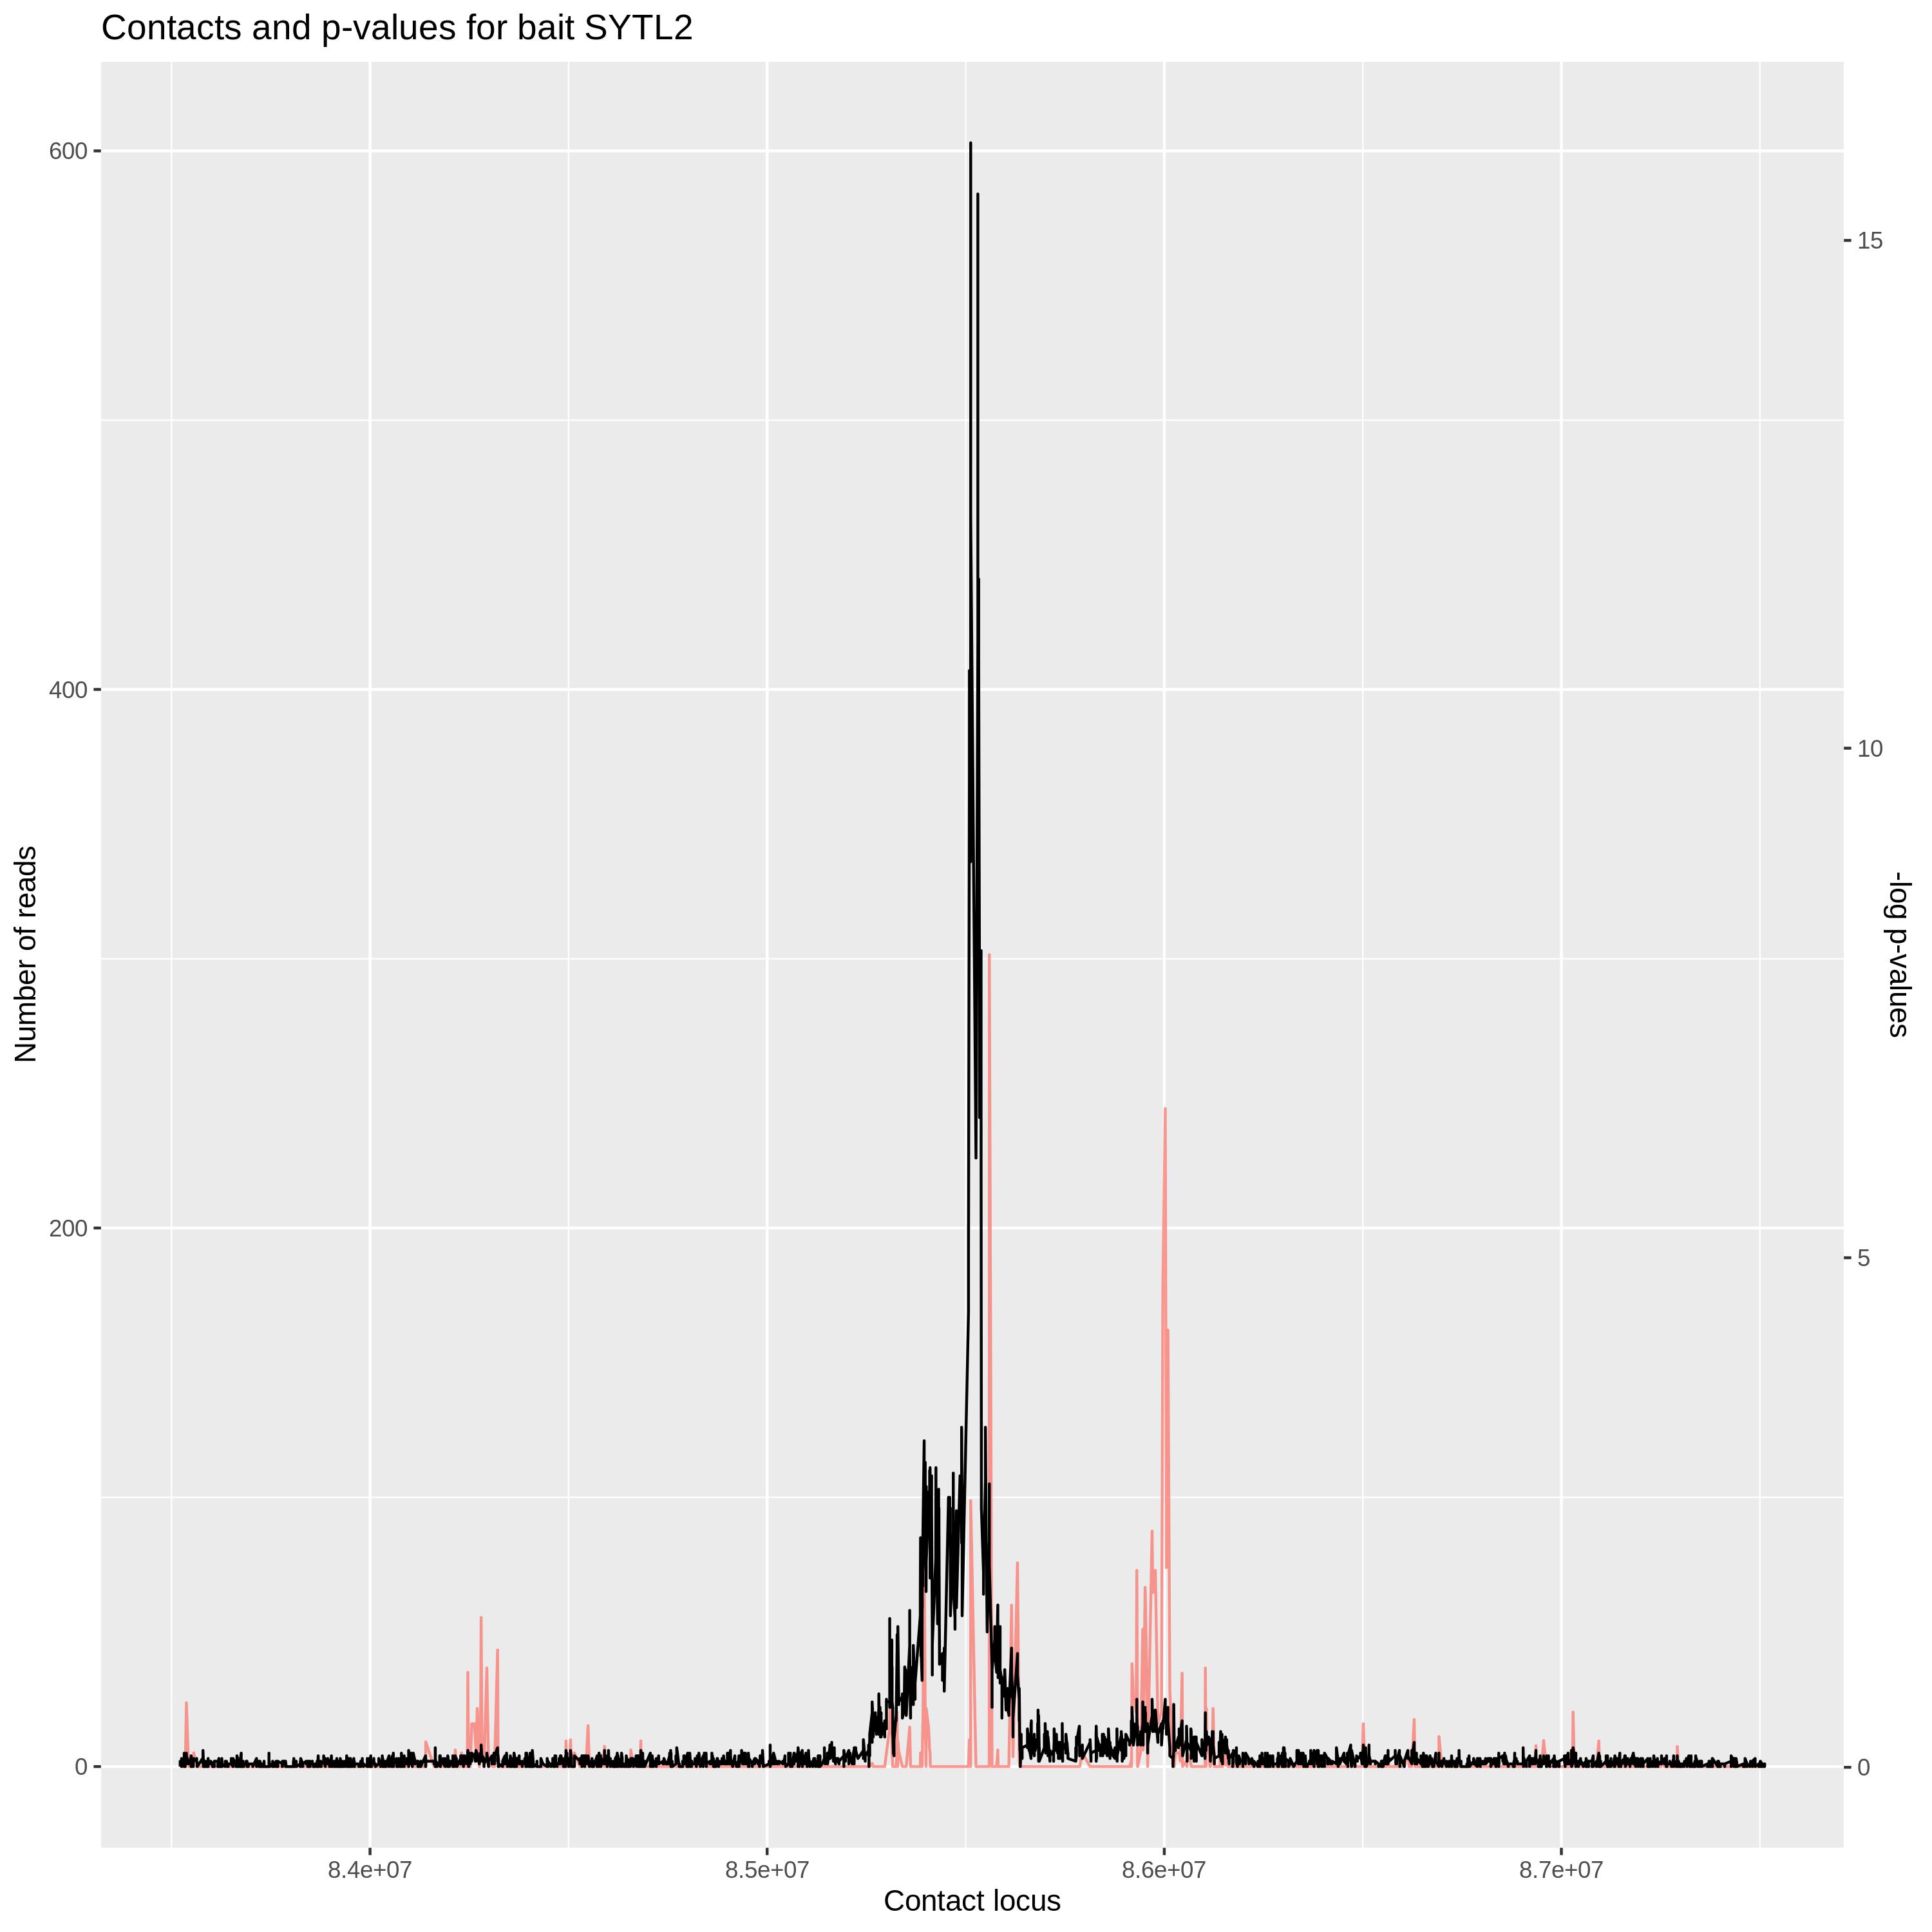 Contacts and p-values for bait SYTL2
600
400
200
0
Number of reads
15
10
5
0
-log p-values
8.4e+07
8.5e+07
8.6e+07
8.7e+07
Contact locus